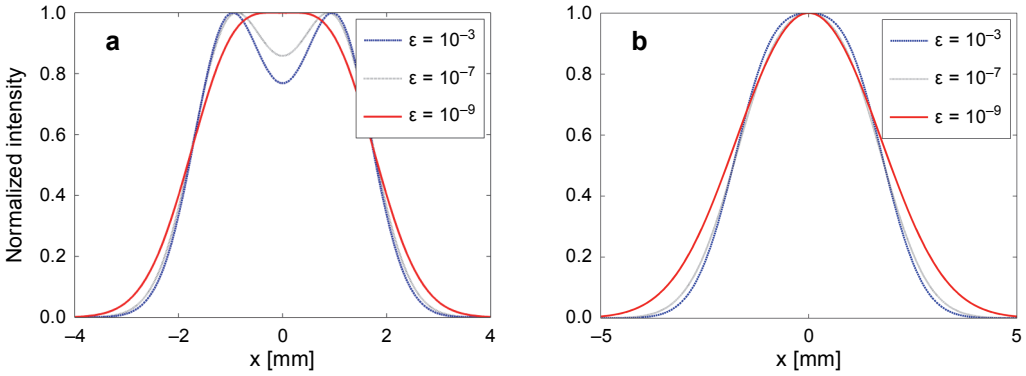 a
ε = 10⁻³
ε = 10⁻⁷
ε = 10⁻⁹
Normalized intensity
1.0
0.8
0.6
0.4
0.2
0.0
−4 −2 0 2 4
x [mm]
b
ε = 10⁻³
ε = 10⁻⁷
ε = 10⁻⁹
1.0
0.8
0.6
0.4
0.2
0.0
−5 0 5
x [mm]